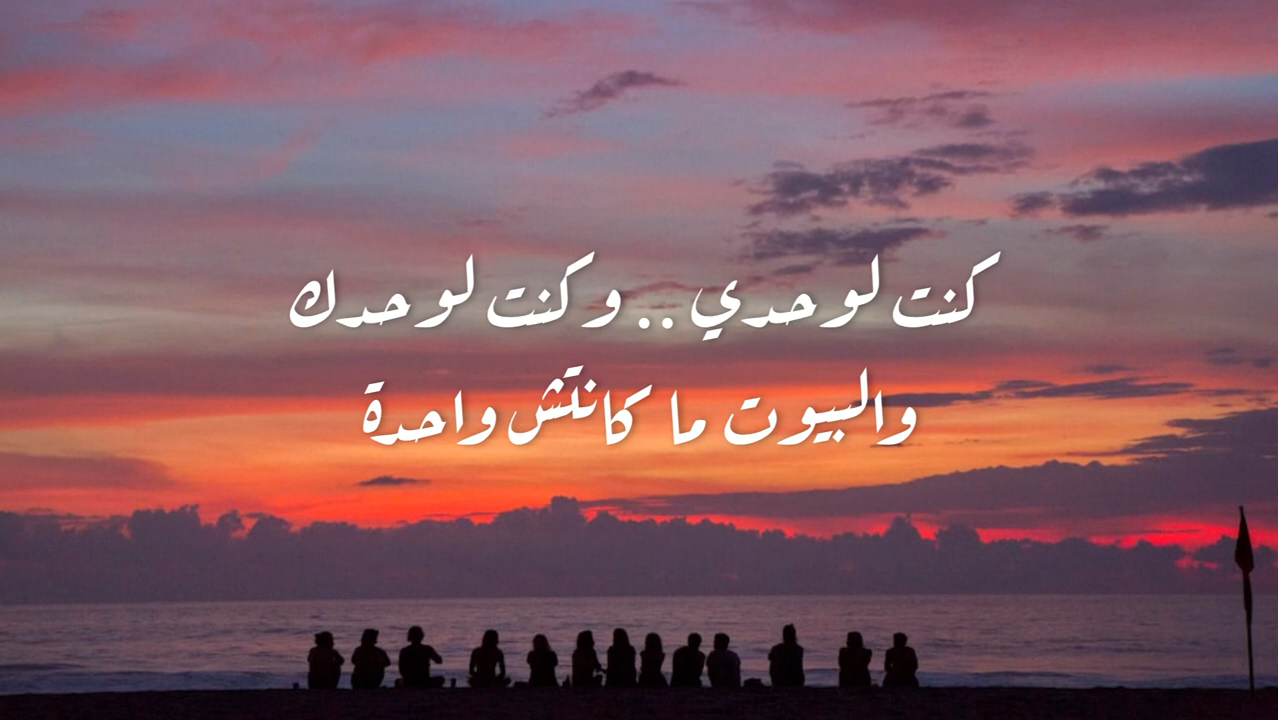 كنت لوحدي .. وكنت لوحدك
والبيوت ما كانتش واحدة